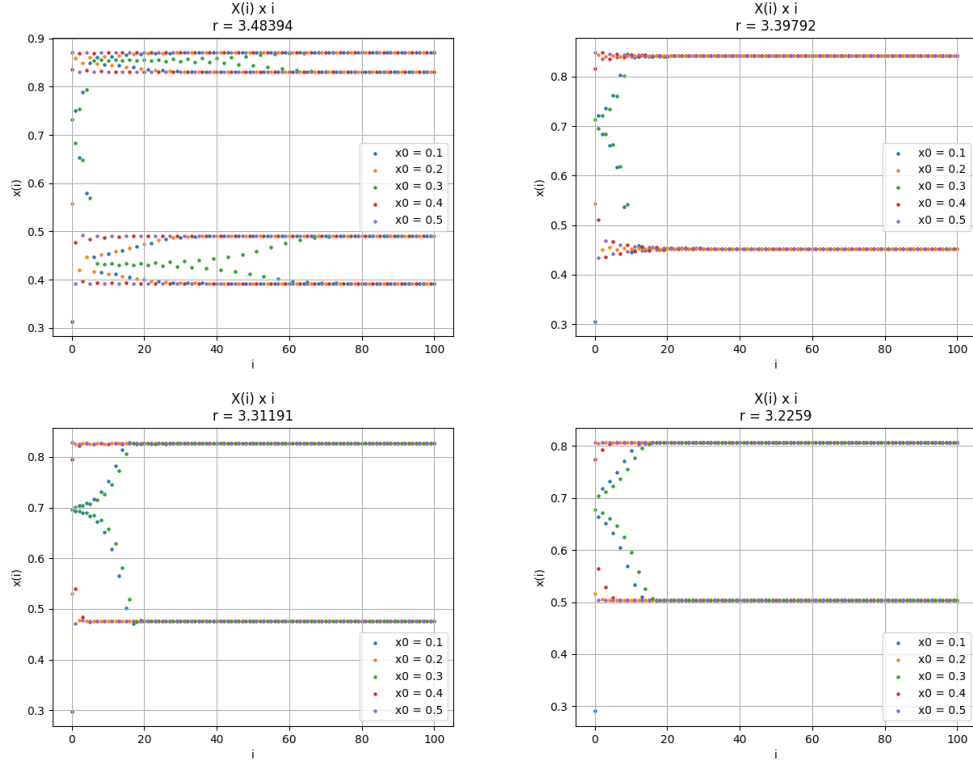 X(i) x i
r = 3.48394
0.9
0.8
0.7
0.6
0.5
0.4
0.3
x(i)
x0 = 0.1
x0 = 0.2
x0 = 0.3
x0 = 0.4
x0 = 0.5
0 20 40 60 80 100
i
X(i) x i
r = 3.39792
0.8
0.7
0.6
0.5
0.4
0.3
x(i)
x0 = 0.1
x0 = 0.2
x0 = 0.3
x0 = 0.4
x0 = 0.5
0 20 40 60 80 100
i
X(i) x i
r = 3.31191
0.8
0.7
0.6
0.5
0.4
0.3
x(i)
x0 = 0.1
x0 = 0.2
x0 = 0.3
x0 = 0.4
x0 = 0.5
0 20 40 60 80 100
i
X(i) x i
r = 3.2259
0.8
0.7
0.6
0.5
0.4
0.3
x(i)
x0 = 0.1
x0 = 0.2
x0 = 0.3
x0 = 0.4
x0 = 0.5
0 20 40 60 80 100
i